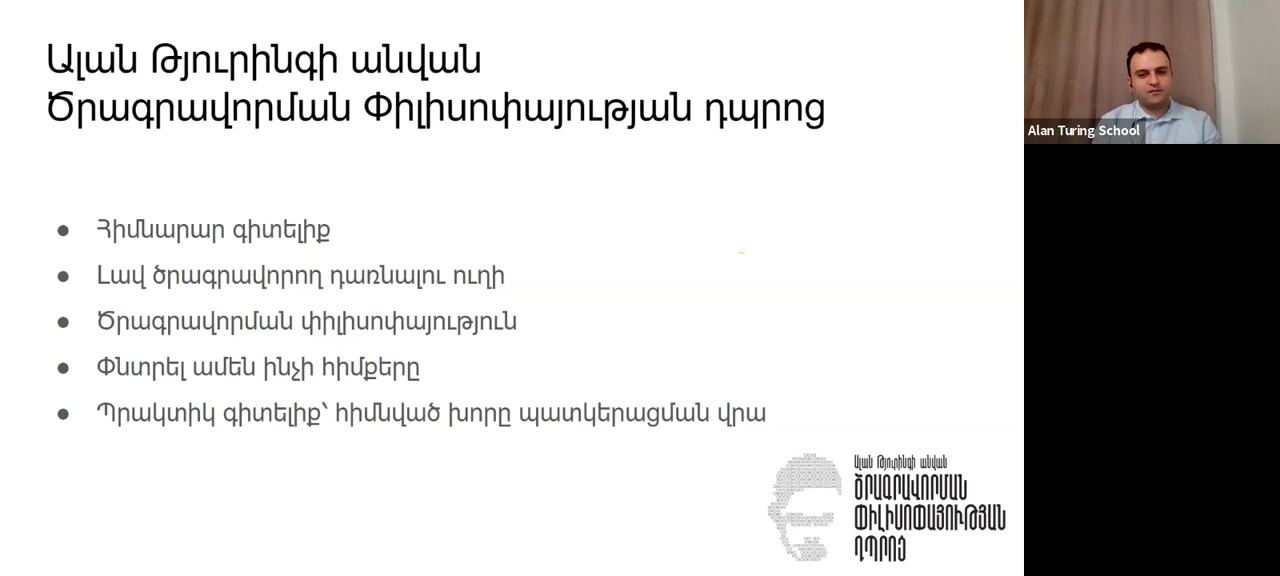 Ալան Թյուրինգի անվան
Ծրագրավորման Փիլիսոփայության դպրոց
● Հիմնարար գիտելիք
● Լավ ծրագրավորող դառնալու ուղի
● Ծրագրավորման փիլիսոփայություն
● Փնտրել ամեն ինչի հիմքերը
● Պրակտիկ գիտելիք՝ հիմնված խորը պատկերացման վրա
Ալան Թյուրինգի անվան
ԾՐԱԳՐԱՎՈՐՄԱՆ
ՓԻԼԻՍՈՓԱՅՈՒԹՅԱՆ
ԴՊՐՈՑ
Alan Turing School